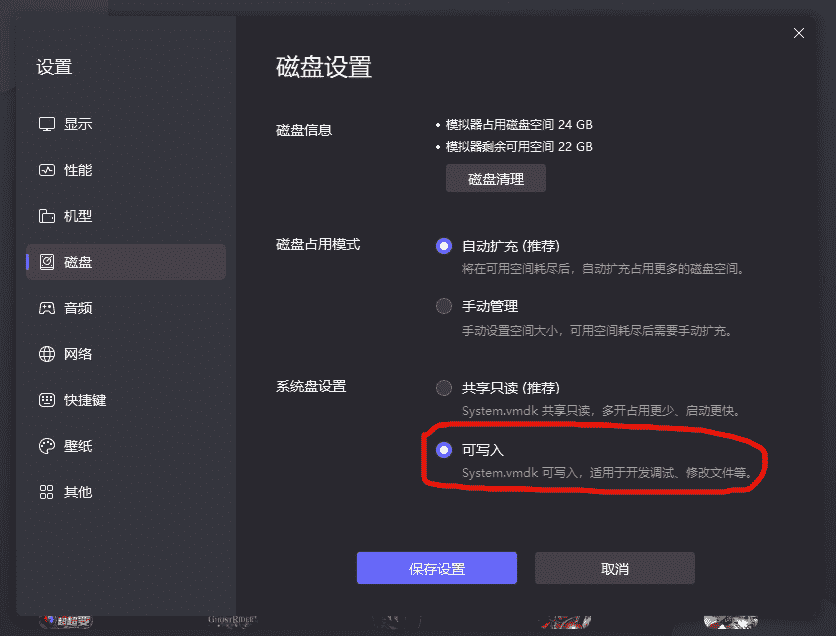 设置
显示
性能
机型
磁盘
音频
网络
快捷键
壁纸
其他
磁盘设置
磁盘信息
• 模拟器占用磁盘空间 24 GB
• 模拟器剩余可用空间 22 GB
磁盘清理
磁盘占用模式
自动扩充 (推荐)
将在可用空间耗尽后，自动扩充占用更多的磁盘空间。
手动管理
手动设置空间大小，可用空间耗尽后需要手动扩充。
系统盘设置
共享只读 (推荐)
System.vmdk 共享只读，多开占用更少、启动更快。
可写入
System.vmdk 可写入，适用于开发调试、修改文件等。
保存设置
取消
GHOSTRIDER